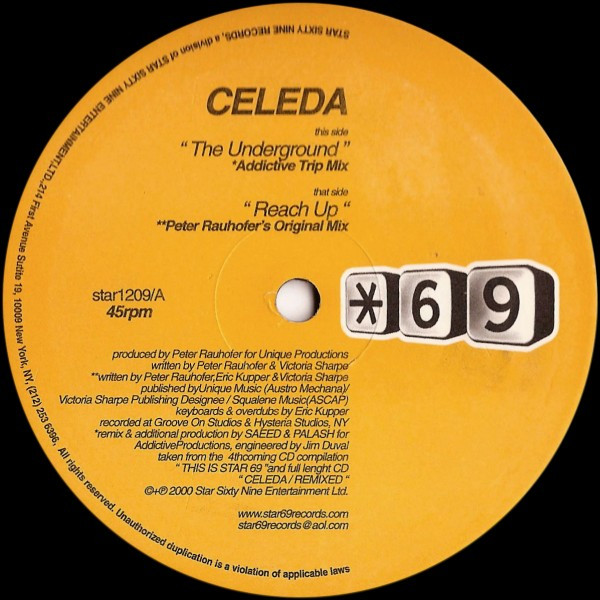 CELEDA
this side
“ The Underground ”
*Addictive Trip Mix
that side
“ Reach Up “
**Peter Rauhofer's Original Mix
star1209/A
45rpm
*69
produced by Peter Rauhofer for Unique Productions
written by Peter Rauhofer & Victoria Sharpe
**written by Peter Rauhofer,Eric Kupper &Victoria Sharpe
published byUnique Music (Austro Mechana)/
Victoria Sharpe Publishing Designee / Squalene Music(ASCAP)
keyboards & overdubs by Eric Kupper
recorded at Groove On Studios & Hysteria Studios, NY
*remix & additional production by SAEED & PALASH for
AddictiveProductions, engineered by Jim Duval
taken from the 4thcoming CD compilation
“ THIS IS STAR 69 ”and full lenght CD
“ CELEDA / REMIXED ”
©+℗ 2000 Star Sixty Nine Entertainment Ltd.
www.star69records.com
star69records@aol.com
STAR SIXTY NINE RECORDS, a division of STAR SIXTY NINE ENTERTAINMENT,LTD.,214 First Avenue Sutite 19, 10009 New York, NY, (212) 253 6396, All rights reserved. Unauthorized duplication is a violation of applicable laws